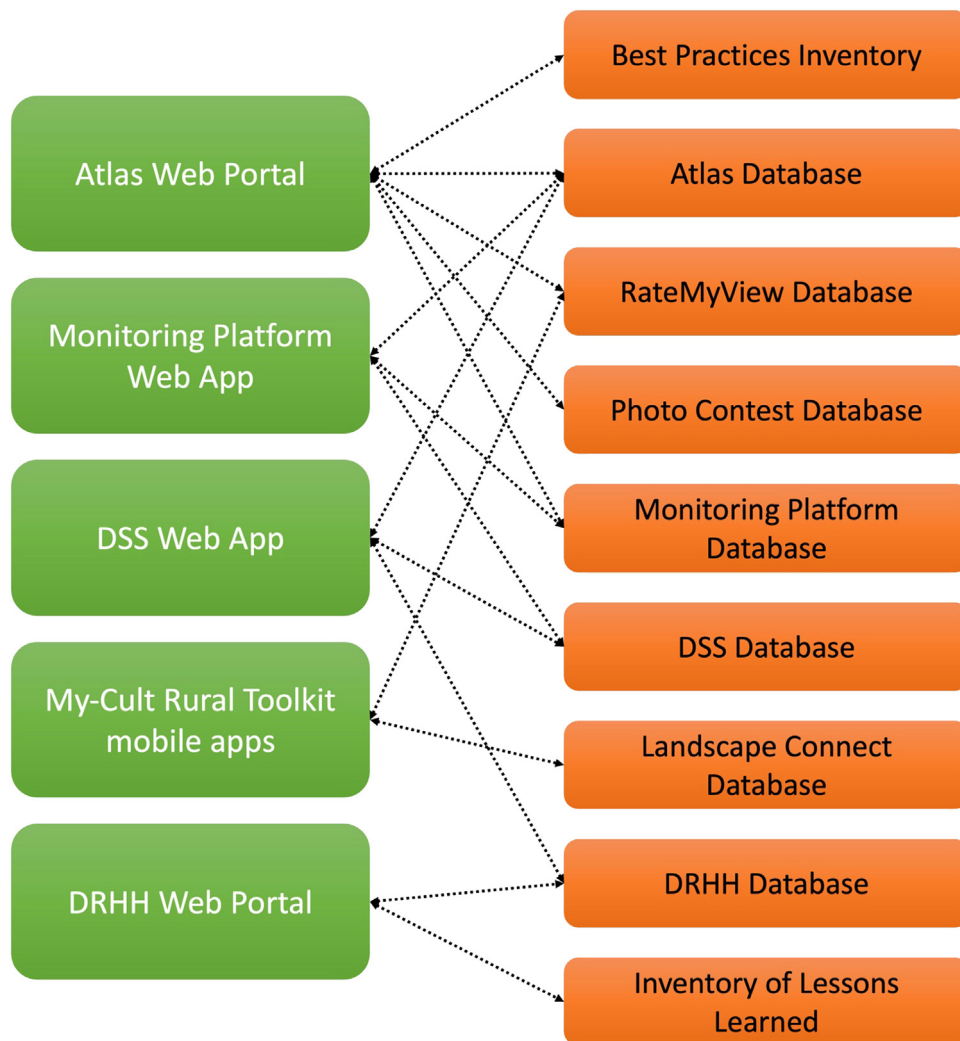 Best Practices Inventory
Atlas Web Portal
Atlas Database
RateMyView Database
Monitoring Platform
Web App
Photo Contest Database
Monitoring Platform
Database
DSS Web App
DSS Database
My-Cult Rural Toolkit
mobile apps
Landscape Connect
Database
DRHH Web Portal
DRHH Database
Inventory of Lessons
Learned